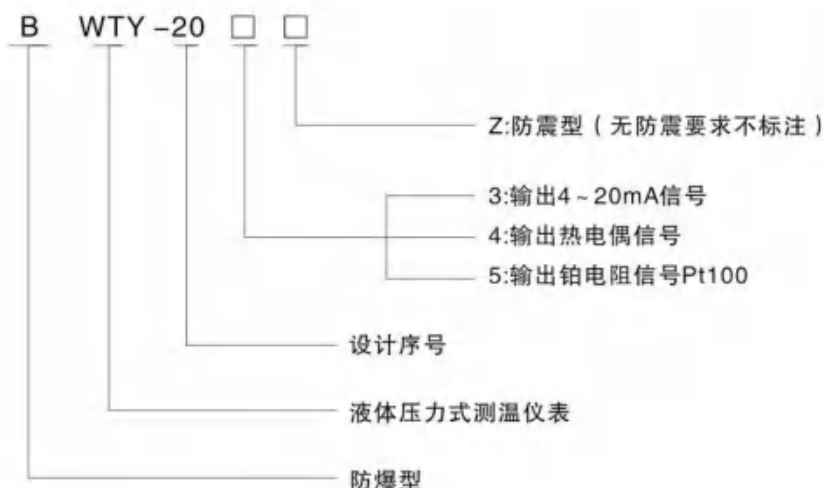 B WTY-20 □ □
Z:防震型（无防震要求不标注）
3:输出4~20mA信号
4:输出热电偶信号
5:输出铂电阻信号Pt100
设计序号
液体压力式测温仪表
防爆型